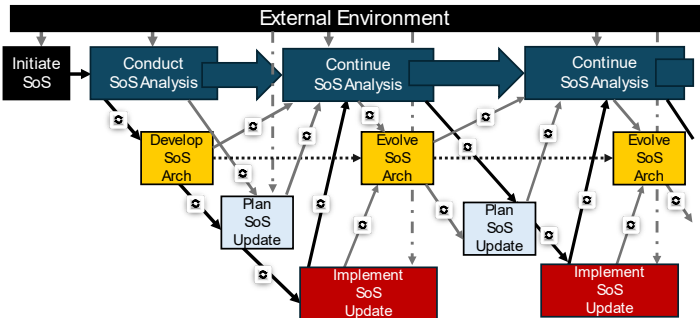 External Environment
Initiate
SoS
Conduct
SoS Analysis
Continue
SoS Analysis
Continue
SoS Analysis
Develop
SoS
Arch
Evolve
SoS
Arch
Evolve
SoS
Arch
Plan
SoS
Update
Plan
SoS
Update
Implement
SoS
Update
Implement
SoS
Update